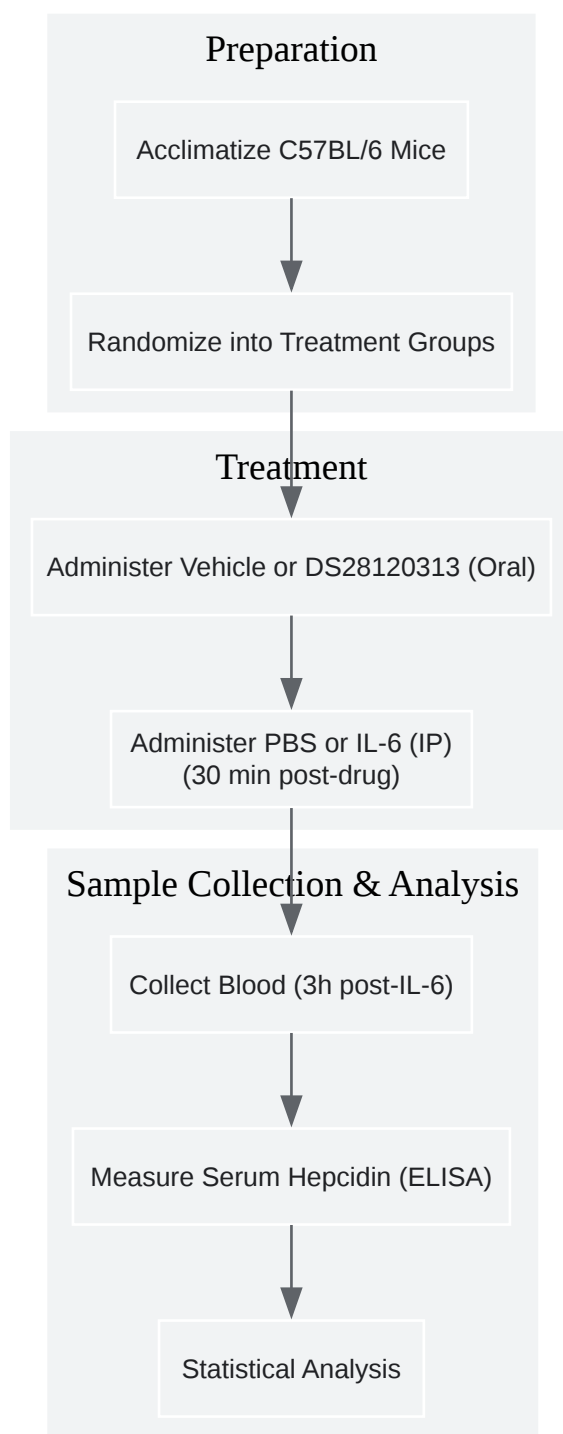 Preparation
Acclimatize C57BL/6 Mice
Randomize into Treatment Groups
Treatment
Administer Vehicle or DS28120313 (Oral)
Administer PBS or IL-6 (IP)
(30 min post-drug)
Sample Collection & Analysis
Collect Blood (3h post-IL-6)
Measure Serum Hepcidin (ELISA)
Statistical Analysis